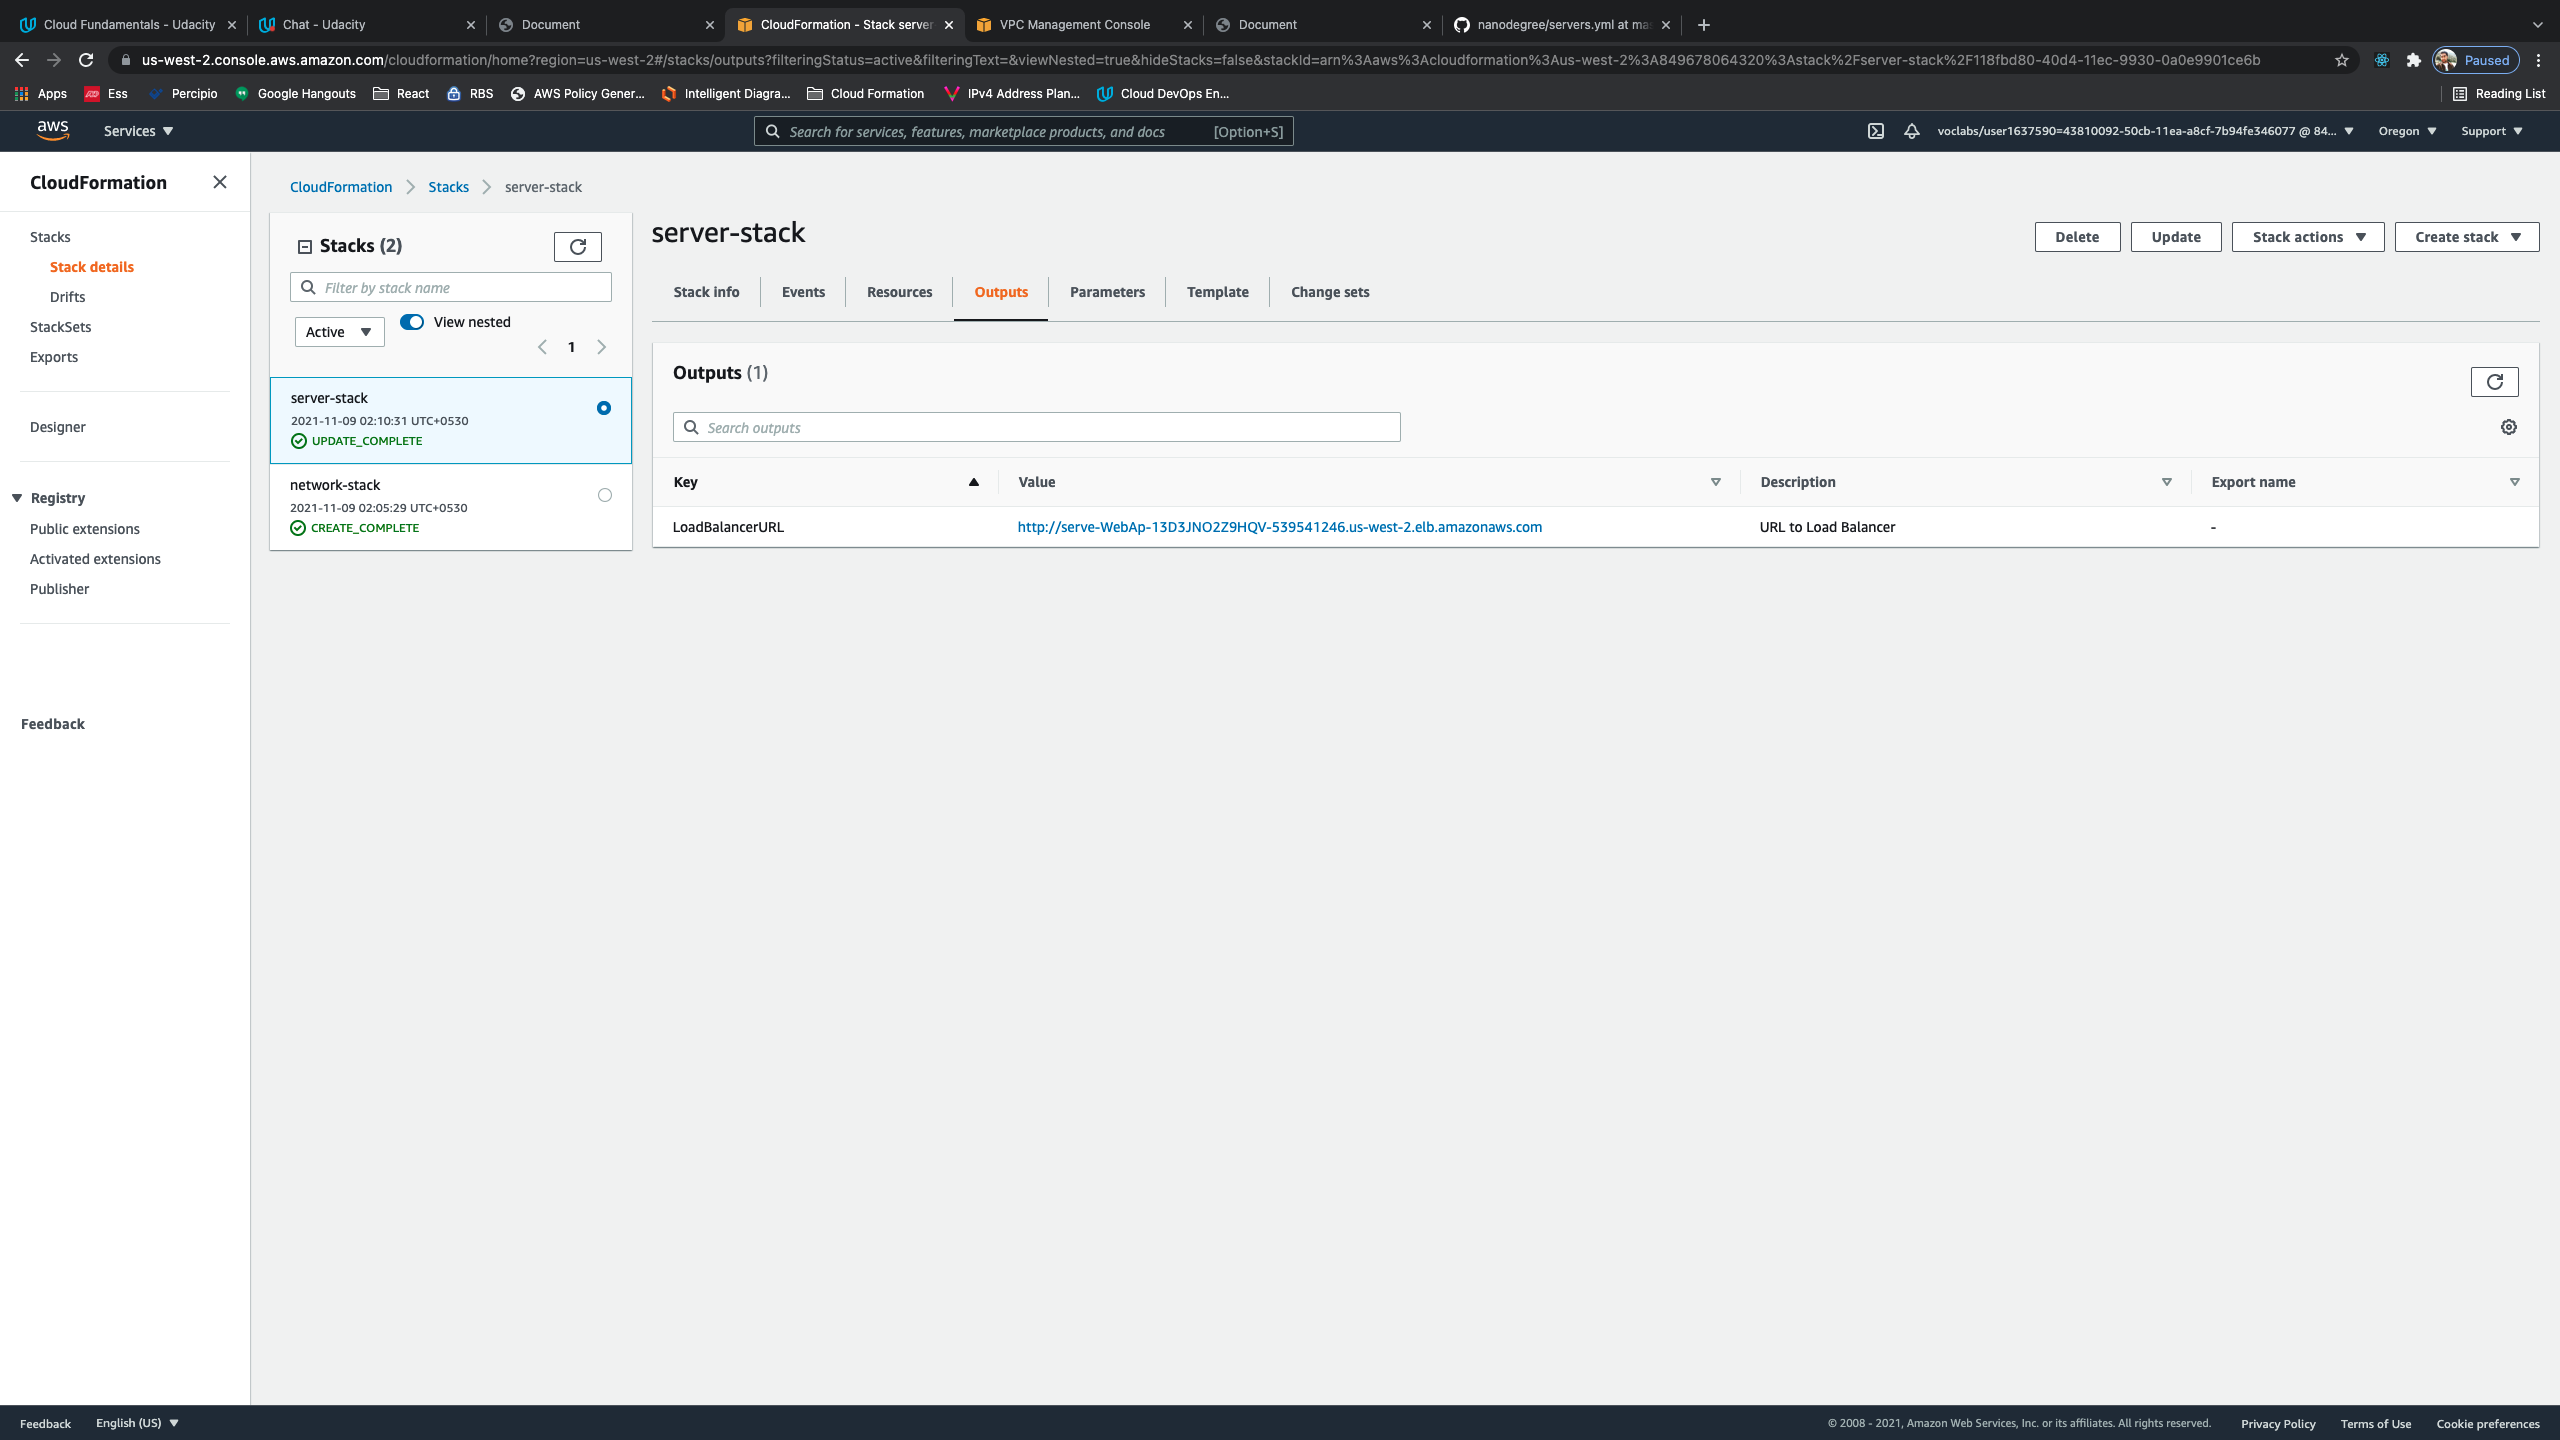 Cloud Fundamentals - Udacity
Chat - Udacity
Document
CloudFormation - Stack server
VPC Management Console
Document
nanodegree/servers.yml at ma
us-west-2.console.aws.amazon.com/cloudformation/home?region=us-west-2#/stacks/outputs?filteringStatus=active&filteringText=&viewNested=true&hideStacks=false&stackId=arn%3Aaws%3Acloudformation%3Aus-west-2%3A849678064320%3Astack%2Fserver-stack%2F118fbd80-40d4-11ec-9930-0a0e9901ce6b
Paused
Apps
Ess
Percipio
Google Hangouts
React
RBS
AWS Policy Gener...
Intelligent Diagra...
Cloud Formation
IPv4 Address Plan...
Cloud DevOps En...
Reading List
aws
Services
Search for services, features, marketplace products, and docs
[Option+S]
voclabs/user1637590=43810092-50cb-11ea-a8cf-7b94fe346077 @ 84...
Oregon
Support
CloudFormation
Stacks
Stack details
Drifts
StackSets
Exports
Designer
Registry
Public extensions
Activated extensions
Publisher
Feedback
CloudFormation
Stacks
server-stack
Stacks (2)
Filter by stack name
Active
View nested
1
server-stack
2021-11-09 02:10:31 UTC+0530
UPDATE_COMPLETE
network-stack
2021-11-09 02:05:29 UTC+0530
CREATE_COMPLETE
server-stack
Delete
Update
Stack actions
Create stack
Stack info
Events
Resources
Outputs
Parameters
Template
Change sets
Outputs (1)
Search outputs
Key
Value
Description
Export name
LoadBalancerURL
http://serve-WebAp-13D3JNO2Z9HQV-539541246.us-west-2.elb.amazonaws.com
URL to Load Balancer
-
Feedback
English (US)
© 2008 - 2021, Amazon Web Services, Inc. or its affiliates. All rights reserved.
Privacy Policy
Terms of Use
Cookie preferences